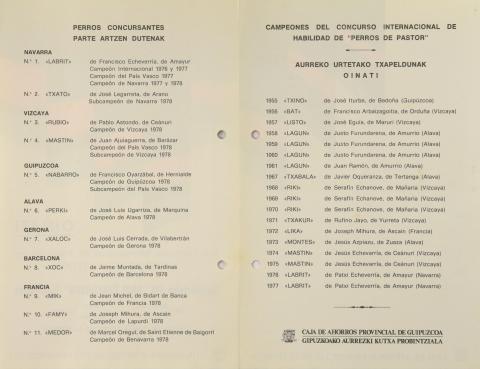 PERROS CONCURSANTES
PARTE ARTZEN DUTENAK
NAVARRA
N.º 1. «LABRIT» de Francisco Echeverría, de Amayur
Campeón Internacional 1976 y 1977
Campeón del País Vasco 1977
Campeón de Navarra 1977 y 1978
N.º 2. «TXATO» de José Legarreta, de Arano
Subcampeón de Navarra 1978
VIZCAYA
N.º 3. «RUBIO» de Pablo Astondo, de Ceánuri
Campeón de Vizcaya 1978
N.º 4. «MASTIN» de Juan Ajuiaguerra, de Berázar
Campeón del País Vasco 1978
Subcampeón de Vizcaya 1978
GUIPUZCOA
N.º 5. «NABARRO» de Francisco Oyarzábal, de Hernialde
Campeón de Guipúzcoa 1978
Subcampeón del País Vasco 1978
ALAVA
N.º 6. «PERKI» de José Luis Ugarriza, de Marquina
Campeón de Alava 1978
GERONA
N.º 7. «XALOC» de José Luis Cerrada, de Vilabertrán
Campeón de Gerona 1978
BARCELONA
N.º 8. «XOC» de Jaime Muntada, de Tardinas
Campeón de Barcelona 1978
FRANCIA
N.º 9. «MIK» de Jean Michel, de Bidart de Banca
Campeón de Francia 1978
N.º 10. «FAMY» de Joseph Mihura, de Ascain
Campeón de Lapurdi 1978
N.º 11. «MEDOR» de Marcel Oregui, de Saint Etienne de Baigorri
Campeón de Benavarra 1978
CAMPEONES DEL CONCURSO INTERNACIONAL DE
HABILIDAD DE "PERROS DE PASTOR"
AURREKO URTETAKO TXAPELDUNAK
OINATI
1955 «TXINO» de José Iturbe, de Bedoña (Guipúzcoa)
1956 «BAT» de Francisco Arbaizagoitia, de Orduña (Vizcaya)
1957 «LISTO» de José Eguía, de Maruri (Vizcaya)
1958 «LAGUN» de Justo Furundarena, de Amurrio (Alava)
1959 «LAGUN» de Justo Furundarena, de Amurrio (Alava)
1960 «LAGUN» de Justo Furundarena, de Amurrio (Alava)
1961 «LAGUN» de Juan Ramón, de Amurrio (Alava)
1967 «TXABALA» de Javier Oqueranza, de Tertanga (Alava)
1968 «RIKI» de Serafín Echanove, de Mañaria (Vizcaya)
1969 «RIKI» de Serafín Echanove, de Mañaria (Vizcaya)
1970 «RIKI» de Serafín Echanove, de Mañaria (Vizcaya)
1971 «TXAKUR» de Rufino Jayo, de Yurreta (Vizcaya)
1972 «LIKA» de Joseph Mihura, de Ascain (Francia)
1973 «MONTES» de Jesús Azpiazu, de Zuaza (Alava)
1974 «MASTIN» de Jesús Echevarría, de Ceánuri (Vizcaya)
1975 «MASTIN» de Jesús Echevarría, de Ceánuri (Vizcaya)
1976 «LABRIT» de Patxi Echeverría, de Amayur (Navarra)
1977 «LABRIT» de Patxi Echeverría, de Amayur (Navarra)
CAJA DE AHORROS PROVINCIAL DE GUIPUZCOA
GIPUZKOAKO AURREZKI KUTXA PROBINTZIALA